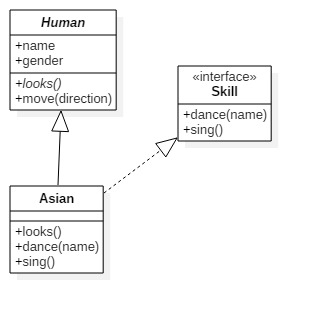 Human
+name
+gender
+looks()
+move(direction)
«interface»
Skill
+dance(name)
+sing()
Asian
+looks()
+dance(name)
+sing()